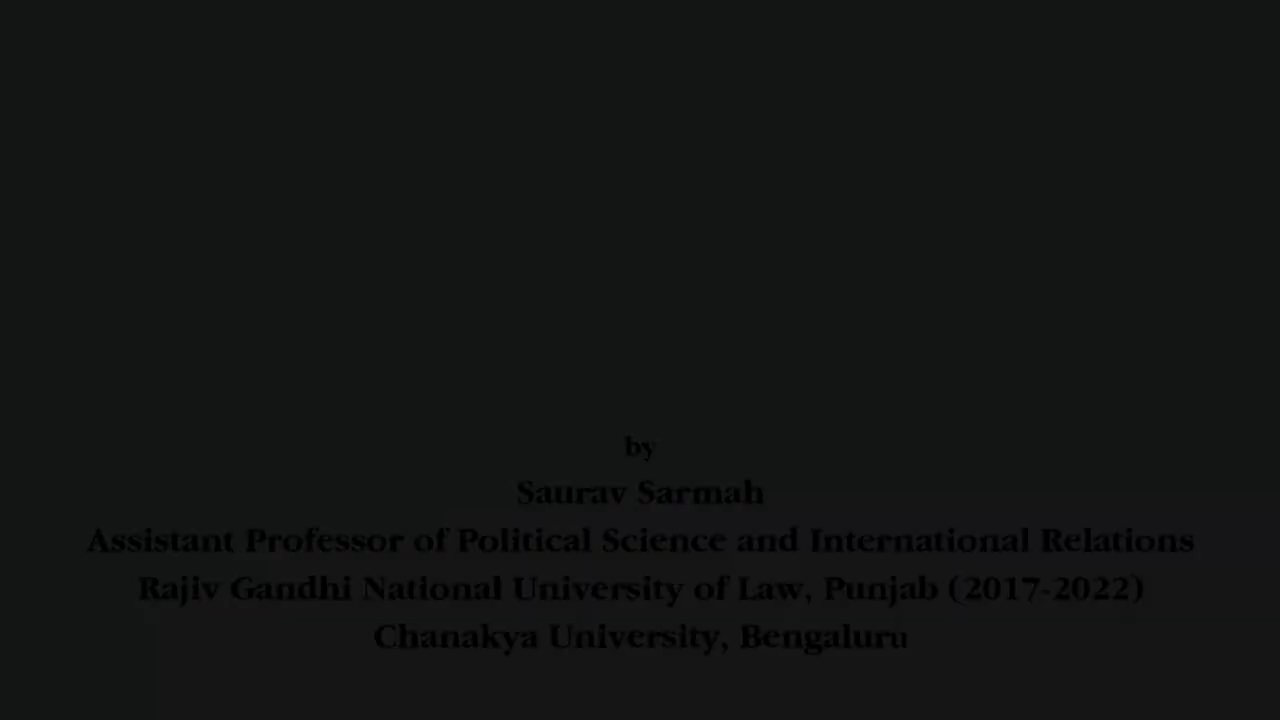 by
Saurav Sarmah
Assistant Professor of Political Science and International Relations
Rajiv Gandhi National University of Law, Punjab (2017-2022)
Chanakya University, Bengaluru